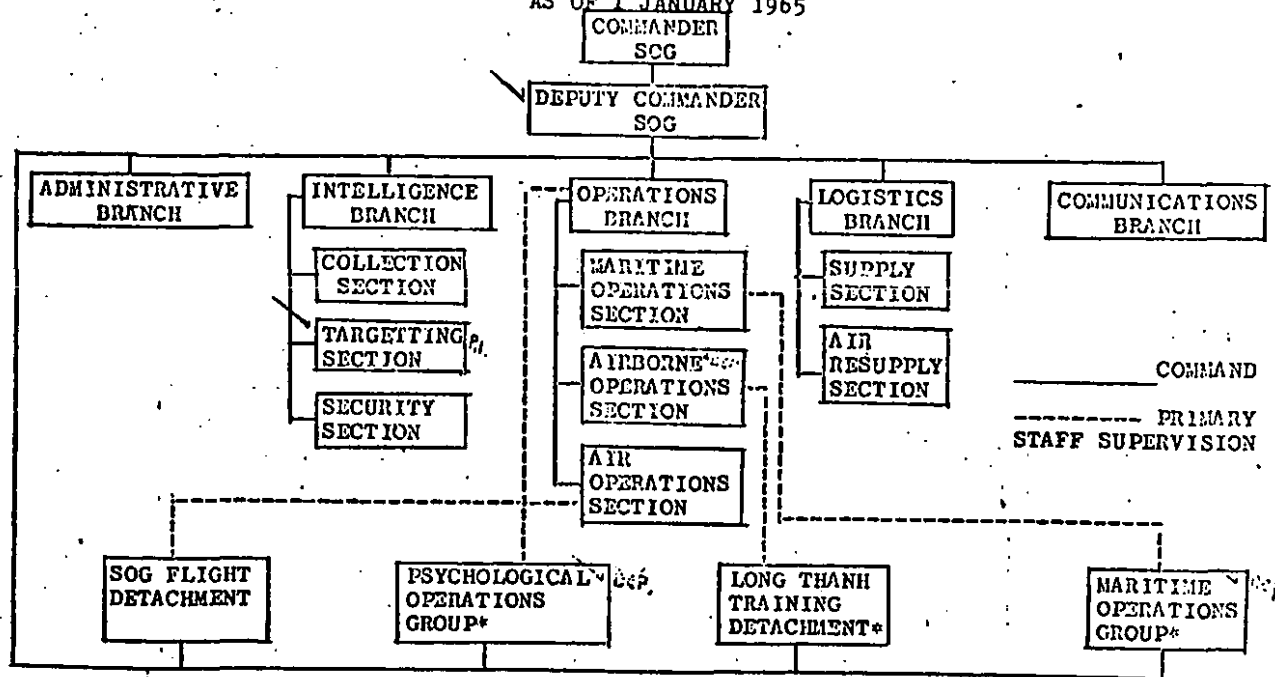 AS OF 1 JANUARY 1965
COMMANDER
SOG
DEPUTY COMMANDER
SOG
ADMINISTRATIVE
BRANCH
INTELLIGENCE
BRANCH
COLLECTION
SECTION
TARGETTING
SECTION
SECURITY
SECTION
OPERATIONS
BRANCH
MARITIME
OPERATIONS
SECTION
AIRBORNE
OPERATIONS
SECTION
AIR
OPERATIONS
SECTION
LOGISTICS
BRANCH
SUPPLY
SECTION
AIR
RESUPPLY
SECTION
COMMUNICATIONS
BRANCH
COMMAND
PRIMARY
STAFF SUPERVISION
SOG FLIGHT
DETACHMENT
PSYCHOLOGICAL Dep.
OPERATIONS
GROUP*
LONG THANH
TRAINING
DETACHMENT*
MARITIME
OPERATIONS
GROUP*